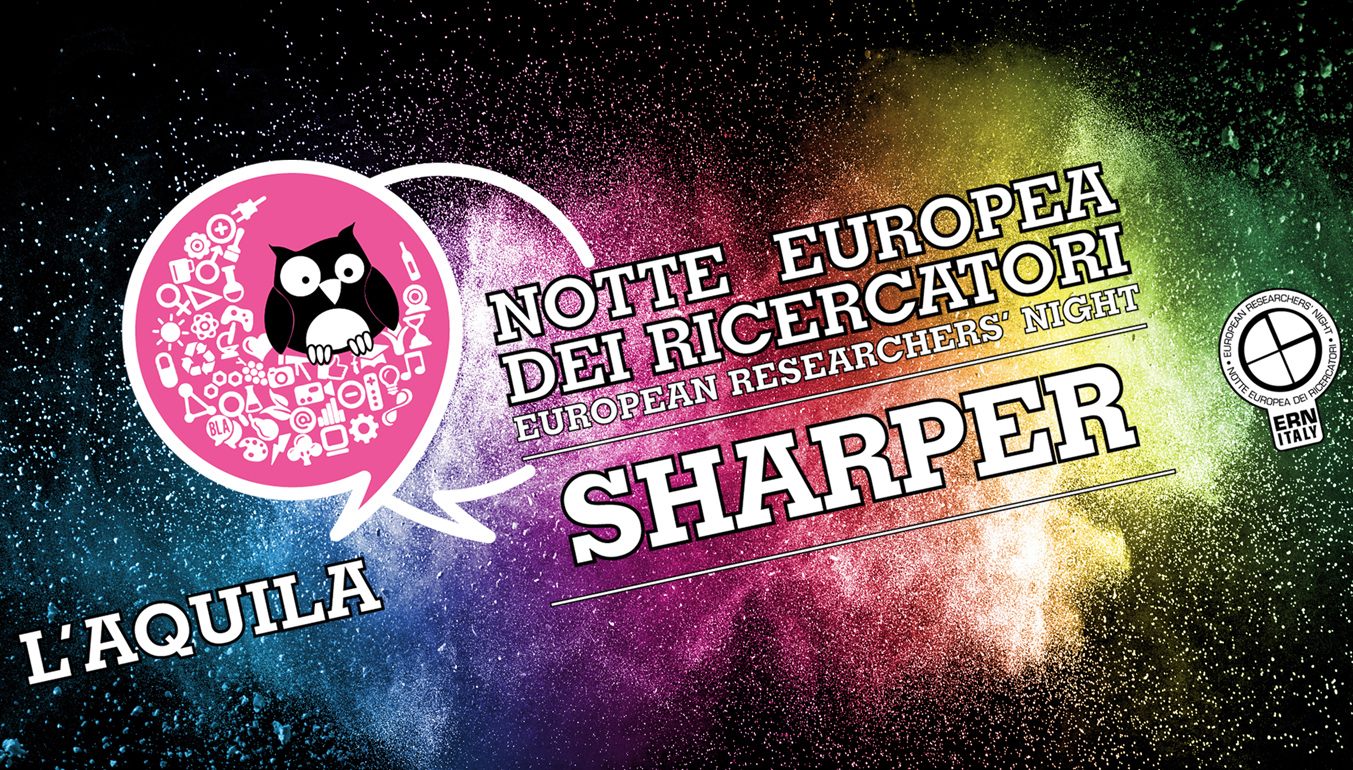 NOTTE EUROPEA
DEI RICERCATORI
EUROPEAN RESEARCHERS' NIGHT
SHARPER
BLA
L'AQUILA
• EUROPEAN RESEARCHERS' NIGHT •
NOTTE EUROPEA DEI RICERCATORI
ERN
ITALY